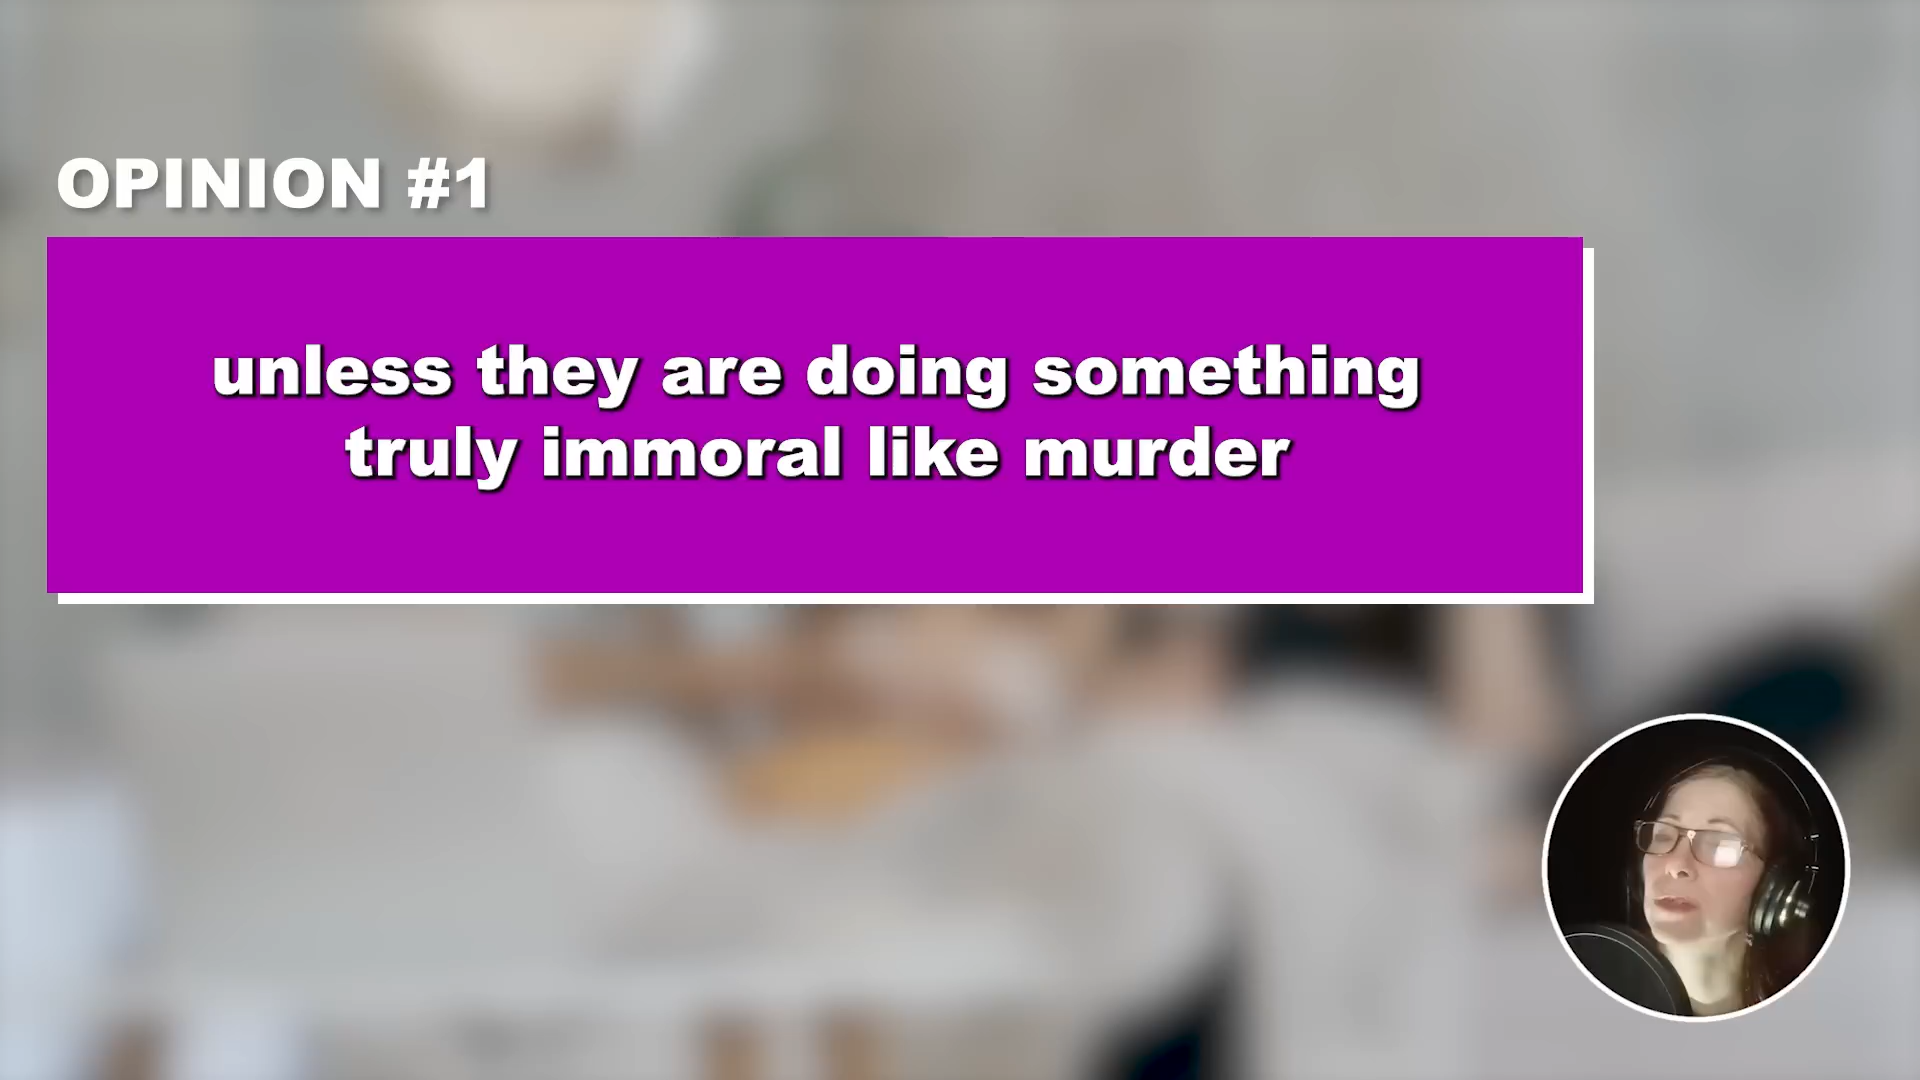 OPINION #1
unless they are doing something
truly immoral like murder